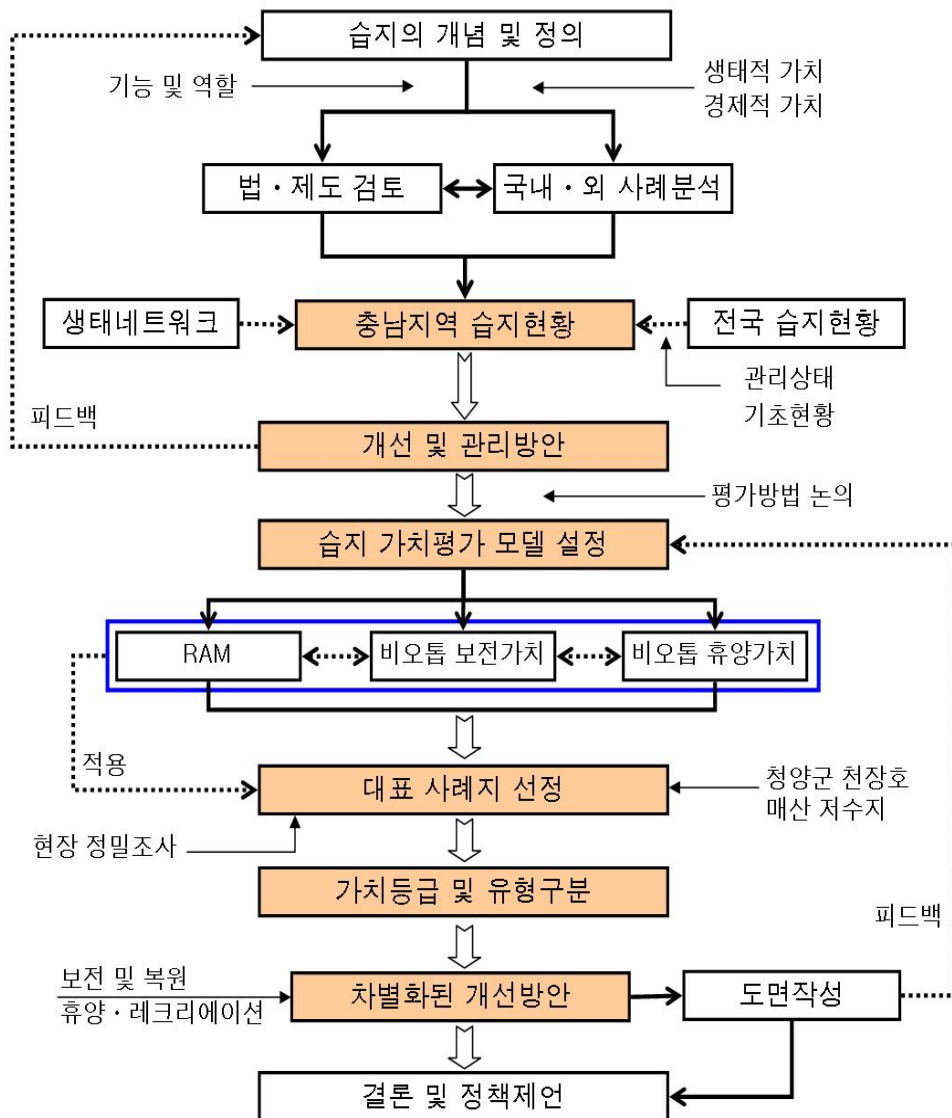 습지의 개념 및 정의
기능 및 역할
생태적 가치
경제적 가치
법・제도 검토
국내・외 사례분석
생태네트워크
충남지역 습지현황
전국 습지현황
관리상태
기초현황
피드백
개선 및 관리방안
평가방법 논의
습지 가치평가 모델 설정
RAM
비오톱 보전가치
비오톱 휴양가치
적용
대표 사례지 선정
청양군 천장호
매산 저수지
현장 정밀조사
가치등급 및 유형구분
피드백
보전 및 복원
휴양・레크리에이션
차별화된 개선방안
도면작성
결론 및 정책제언